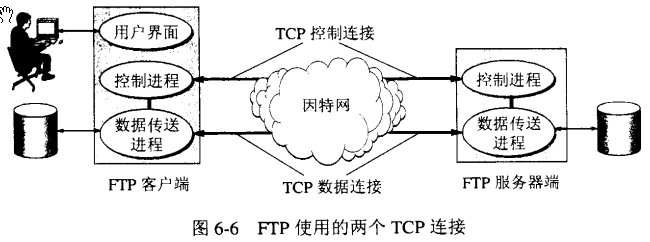 用户界面
TCP 控制连接
控制进程
控制进程
因特网
数据传送
进程
数据传送
进程
TCP 数据连接
FTP 客户端
FTP 服务器端
图 6-6 FTP 使用的两个 TCP 连接